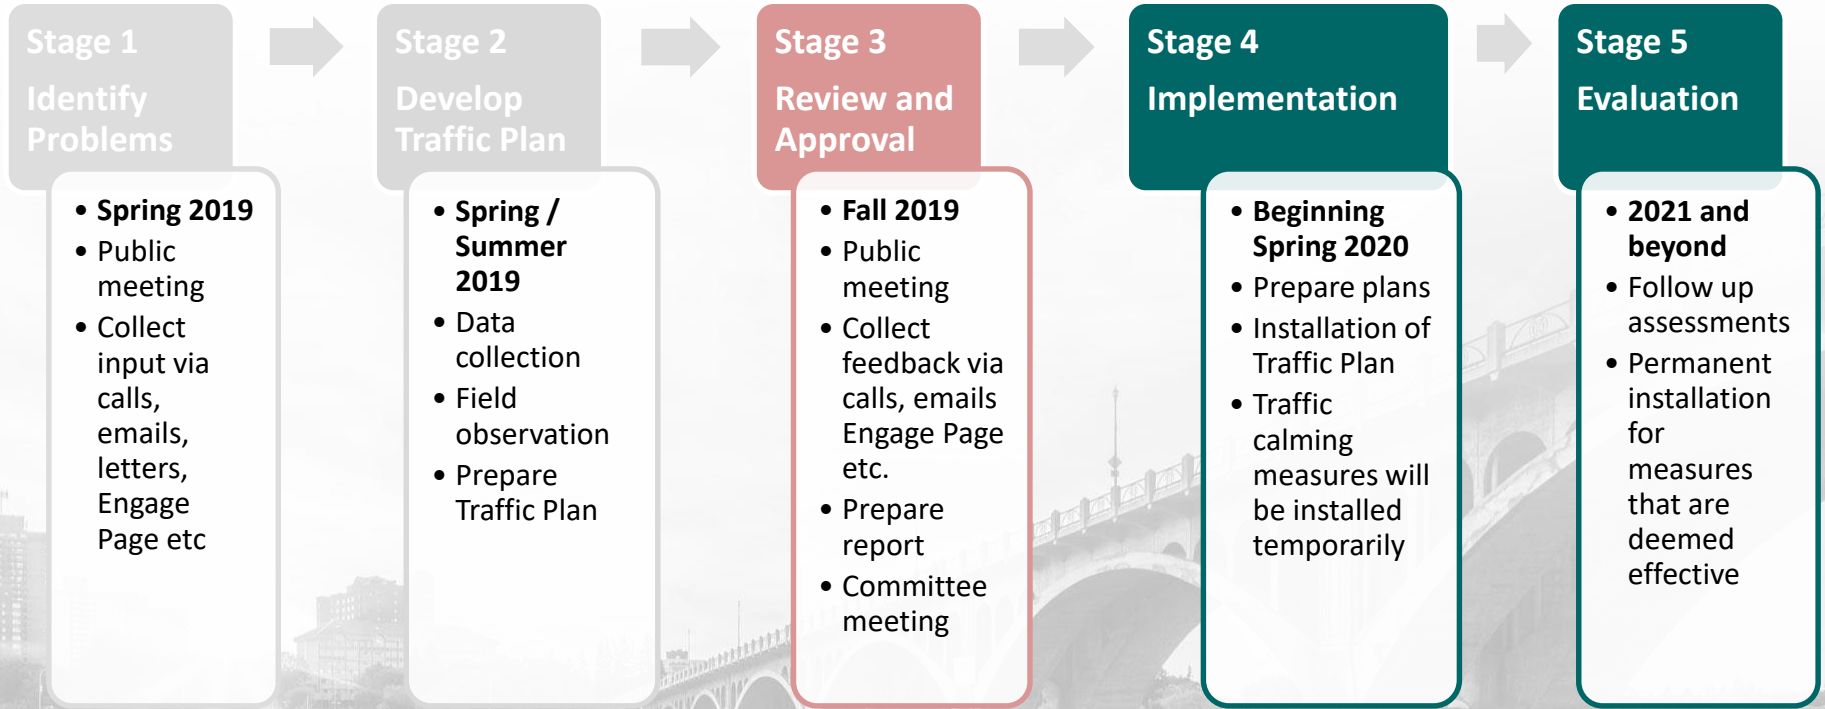 Stage 1
Identify
Problems
• Spring 2019
• Public
meeting
• Collect
input via
calls,
emails,
letters,
Engage
Page etc
Stage 2
Develop
Traffic Plan
• Spring /
Summer
2019
• Data
collection
• Field
observation
• Prepare
Traffic Plan
Stage 3
Review and
Approval
• Fall 2019
• Public
meeting
• Collect
feedback via
calls, emails
Engage Page
etc.
• Prepare
report
• Committee
meeting
Stage 4
Implementation
• Beginning
Spring 2020
• Prepare plans
• Installation of
Traffic Plan
• Traffic
calming
measures will
be installed
temporarily
Stage 5
Evaluation
• 2021 and
beyond
• Follow up
assessments
• Permanent
installation
for
measures
that are
deemed
effective